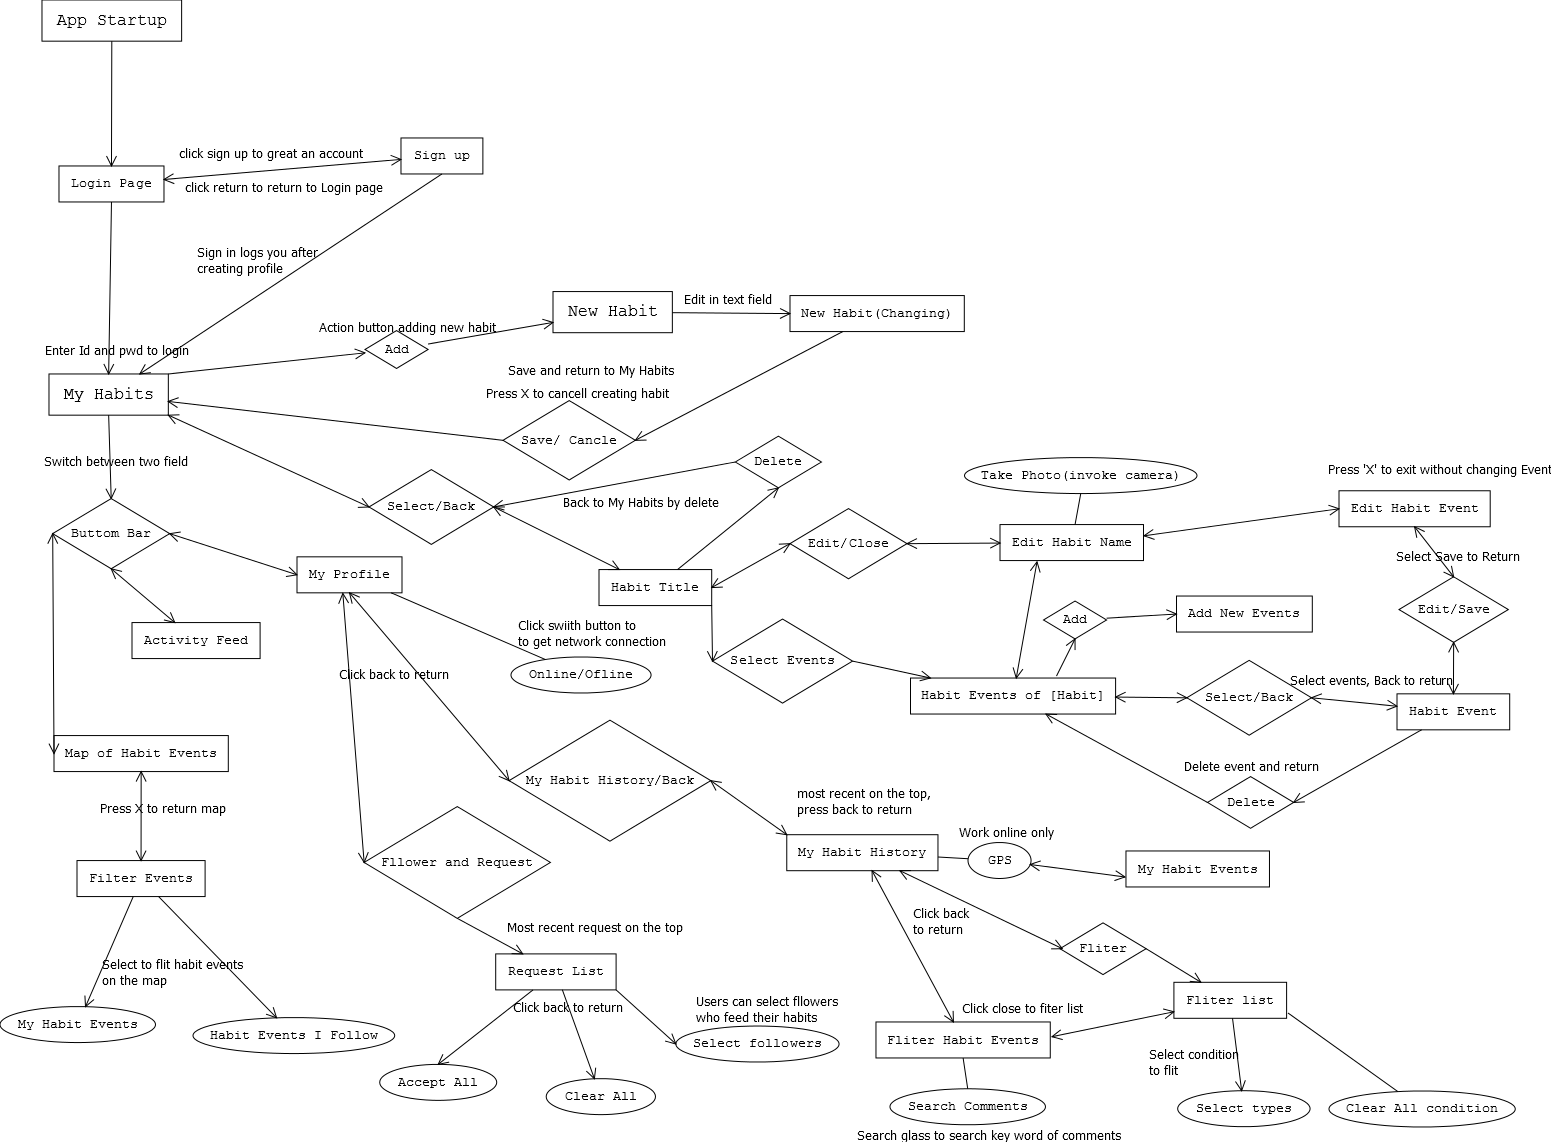 App Startup
click sign up to great an account
Sign up
Login Page
click return to return to Login page
Sign in logs you after
creating profile
New Habit
Edit in text field
New Habit(Changing)
Action button adding new habit
Add
Enter Id and pwd to login
My Habits
Save and return to My Habits
Press X to cancell creating habit
Save/ Cancle
Switch between two field
Delete
Take Photo(invoke camera)
Press 'X' to exit without changing Event
Select/Back
Back to My Habits by delete
Edit Habit Event
Buttom Bar
Edit/Close
Edit Habit Name
Select Save to Return
My Profile
Habit Title
Edit/Save
Add
Add New Events
Activity Feed
Click swiith button to
to get network connection
Select Events
Click back to return
Online/Ofline
Select events, Back to return
Habit Events of [Habit]
Select/Back
Habit Event
Map of Habit Events
Delete event and return
My Habit History/Back
most recent on the top,
press back to return
Delete
Press X to return map
Work online only
My Habit History
GPS
My Habit Events
Fllower and Request
Filter Events
Click back
to return
Most recent request on the top
Fliter
Select to flit habit events
on the map
Request List
Click back to return
Users can select fllowers
who feed their habits
Click close to fiter list
Fliter list
My Habit Events
Habit Events I Follow
Select followers
Fliter Habit Events
Select condition
to flit
Accept All
Clear All
Search Comments
Select types
Clear All condition
Search glass to search key word of comments